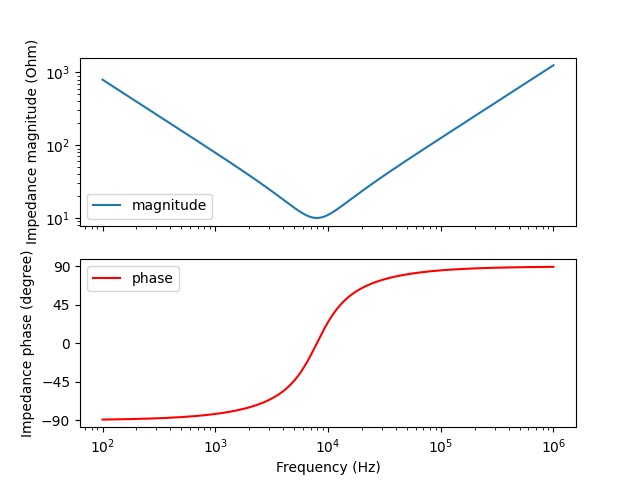 Impedance magnitude (Ohm)
10³
10²
10¹
magnitude
Impedance phase (degree)
90
45
0
−45
−90
phase
10² 10³ 10⁴ 10⁵ 10⁶
Frequency (Hz)